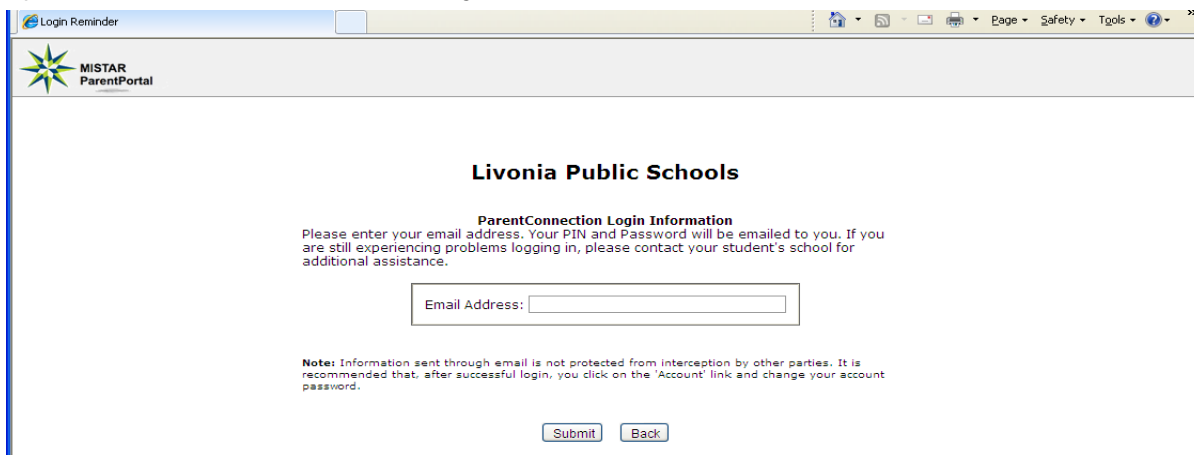 Login Reminder
Page Safety Tools
»
MISTAR
ParentPortal
Livonia Public Schools
ParentConnection Login Information
Please enter your email address. Your PIN and Password will be emailed to you. If you
are still experiencing problems logging in, please contact your student's school for
additional assistance.
Email Address:
Note: Information sent through email is not protected from interception by other parties. It is
recommended that, after successful login, you click on the 'Account' link and change your account
password.
Submit Back